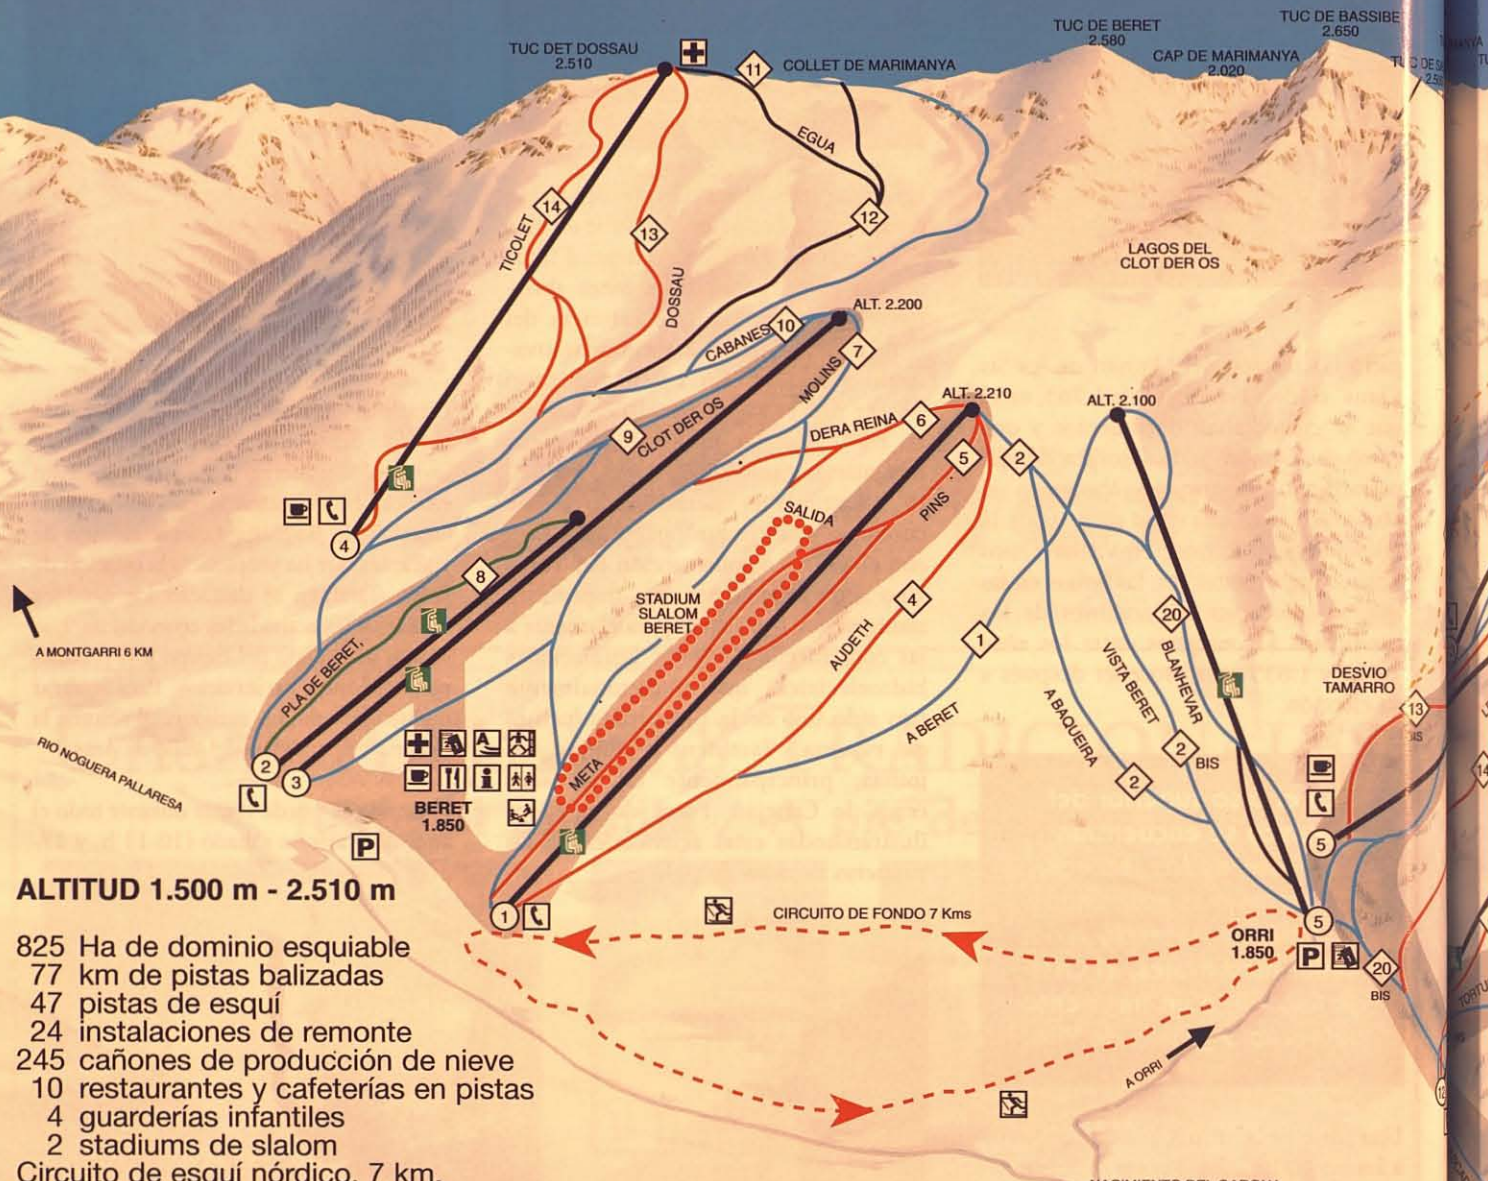 TUC DE BERET
2.580
TUC DE BASSIBE
2.650
TUC DET DOSSAU
2.510
11
COLLET DE MARIMANYA
CAP DE MARIMANYA
2.020
EGUA
14
TICOLET
13
DOSSAU
12
LAGOS DEL
CLOT DER OS
ALT. 2.200
CABANES
10
7
MOLINS
ALT. 2.210
ALT. 2.100
9
CLOT DER OS
DERA REINA
6
5
2
PINS
SALIDA
4
8
STADIUM
SLALOM
BERET
4
AUDETH
1
20
BLANHEVAR
A MONTGARRI 6 KM
PLA DE BERET,
VISTA BERET
A BAQUEIRA
A BERET
DESVIO
TAMARRO
13
BIS
RIO NOGUERA PALLARESA
2
3
META
2
BIS
2
14
BERET
1.850
P
5
ALTITUD 1.500 m - 2.510 m
1
CIRCUITO DE FONDO 7 Kms
5
ORRI
1.850
P
20
BIS
825 Ha de dominio esquiable
77 km de pistas balizadas
47 pistas de esquí
24 instalaciones de remonte
245 cañones de producción de nieve
10 restaurantes y cafeterías en pistas
4 guarderías infantiles
2 stadiums de slalom
Circuito de esquí nórdico, 7 km.
A ORRI